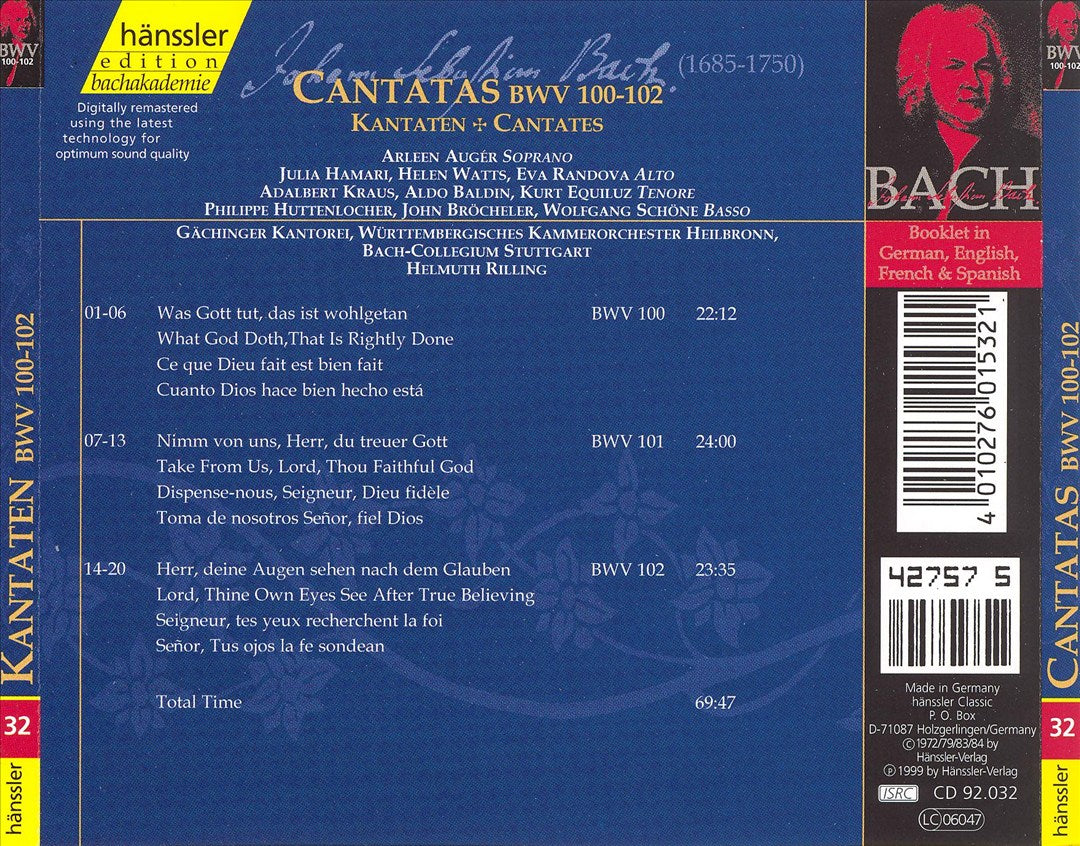 BWV
100-102
KANTATEN BWV 100-102
32
hänssler
hänssler
edition
bachakademie
Digitally remastered
using the latest
technology for
optimum sound quality
Johann Sebastian Bach (1685-1750)
CANTATAS BWV 100-102
KANTATEN ✢ CANTATES
ARLEEN AUGÉR SOPRANO
JULIA HAMARI, HELEN WATTS, EVA RANDOVA ALTO
ADALBERT KRAUS, ALDO BALDIN, KURT EQUILUZ TENORE
PHILIPPE HUTTENLOCHER, JOHN BRÖCHELER, WOLFGANG SCHÖNE BASSO
GÄCHINGER KANTOREI, WÜRTTEMBERGISCHES KAMMERORCHESTER HEILBRONN,
BACH-COLLEGIUM STUTTGART
HELMUTH RILLING
01-06 Was Gott tut, das ist wohlgetan BWV 100 22:12
What God Doth,That Is Rightly Done
Ce que Dieu fait est bien fait
Cuanto Dios hace bien hecho está
07-13 Nimm von uns, Herr, du treuer Gott BWV 101 24:00
Take From Us, Lord, Thou Faithful God
Dispense-nous, Seigneur, Dieu fidèle
Toma de nosotros Señor, fiel Dios
14-20 Herr, deine Augen sehen nach dem Glauben BWV 102 23:35
Lord, Thine Own Eyes See After True Believing
Seigneur, tes yeux recherchent la foi
Señor, Tus ojos la fe sondean
Total Time 69:47
BACH
Booklet in
German, English,
French & Spanish
4 010276 015321
42757 5
Made in Germany
hänssler Classic
P. O. Box
D-71087 Holzgerlingen/Germany
©1972/79/83/84 by
Hänssler-Verlag
℗ 1999 by Hänssler-Verlag
ISRC CD 92.032
LC 06047
BWV
100-102
CANTATAS BWV 100-102
32
hänssler